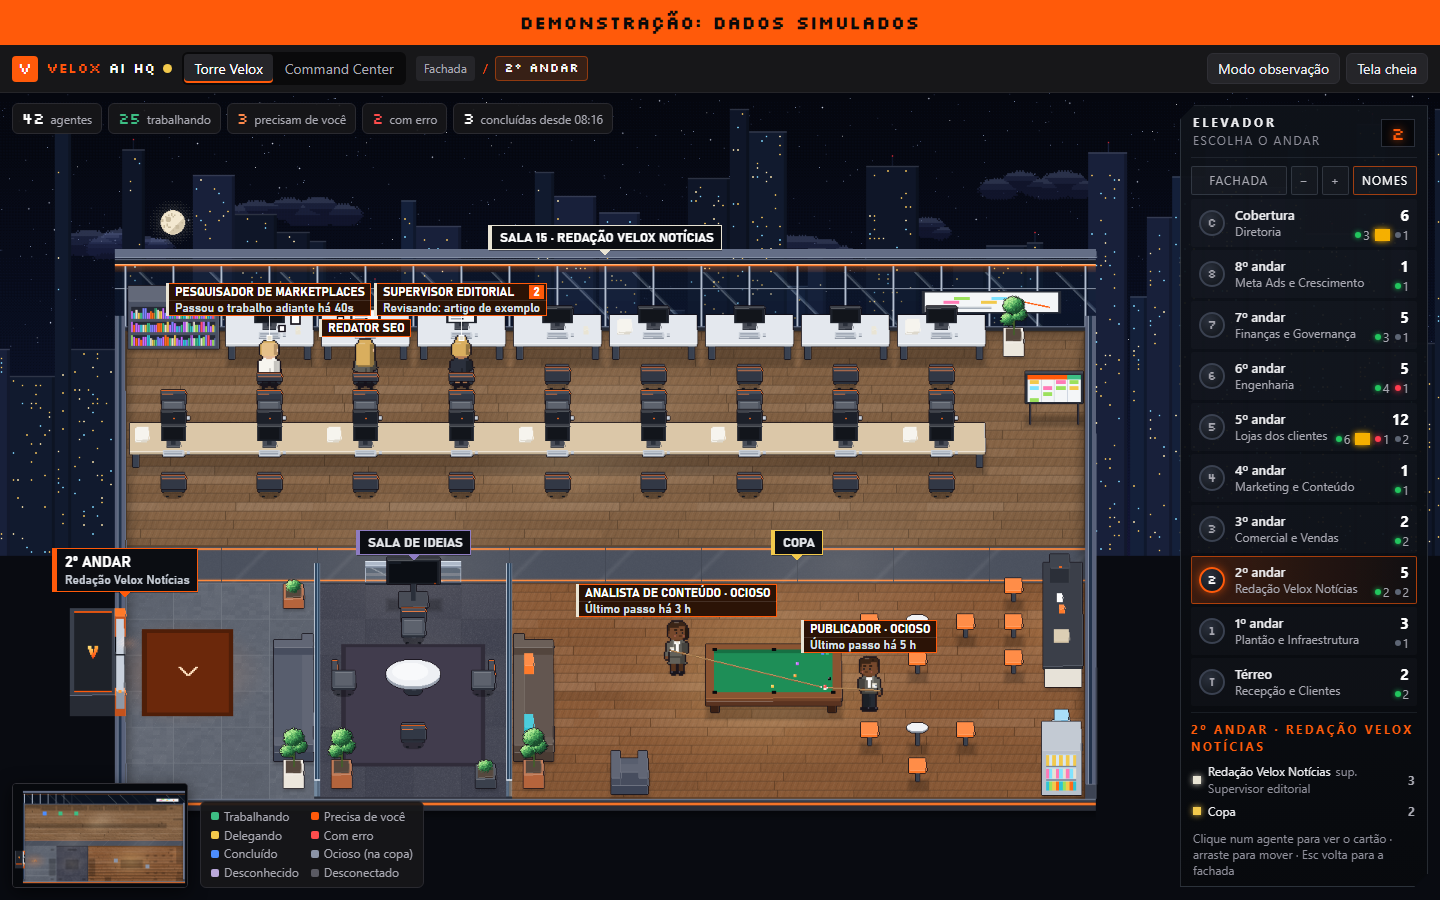 DEMONSTRAÇÃO: DADOS SIMULADOS
V VELOX AI HQ
Torre Velox
Command Center
Fachada / 2º ANDAR
Modo observação
Tela cheia
42 agentes
25 trabalhando
3 precisam de você
2 com erro
3 concluídas desde 08:16
SALA 15 · REDAÇÃO VELOX NOTÍCIAS
PESQUISADOR DE MARKETPLACES
Passou o trabalho adiante há 40s
SUPERVISOR EDITORIAL 2
Revisando: artigo de exemplo
REDATOR SEO
SALA DE IDEIAS
COPA
2º ANDAR
Redação Velox Notícias
ANALISTA DE CONTEÚDO · OCIOSO
Último passo há 3 h
PUBLICADOR · OCIOSO
Último passo há 5 h
V
Trabalhando
Precisa de você
Delegando
Com erro
Concluído
Ocioso (na copa)
Desconhecido
Desconectado
ELEVADOR
ESCOLHA O ANDAR
2
FACHADA
−
+
NOMES
C Cobertura 6
Diretoria 3 1
8 8º andar 1
Meta Ads e Crescimento 1
7 7º andar 5
Finanças e Governança 3 1
6 6º andar 5
Engenharia 4 1
5 5º andar 12
Lojas dos clientes 6 1 2
4 4º andar 1
Marketing e Conteúdo 1
3 3º andar 2
Comercial e Vendas 2
2 2º andar 5
Redação Velox Notícias 2 2
1 1º andar 3
Plantão e Infraestrutura 1
T Térreo 2
Recepção e Clientes 2
2º ANDAR · REDAÇÃO VELOX
NOTÍCIAS
Redação Velox Notícias sup. 3
Supervisor editorial
Copa 2
Clique num agente para ver o cartão ·
arraste para mover · Esc volta para a
fachada